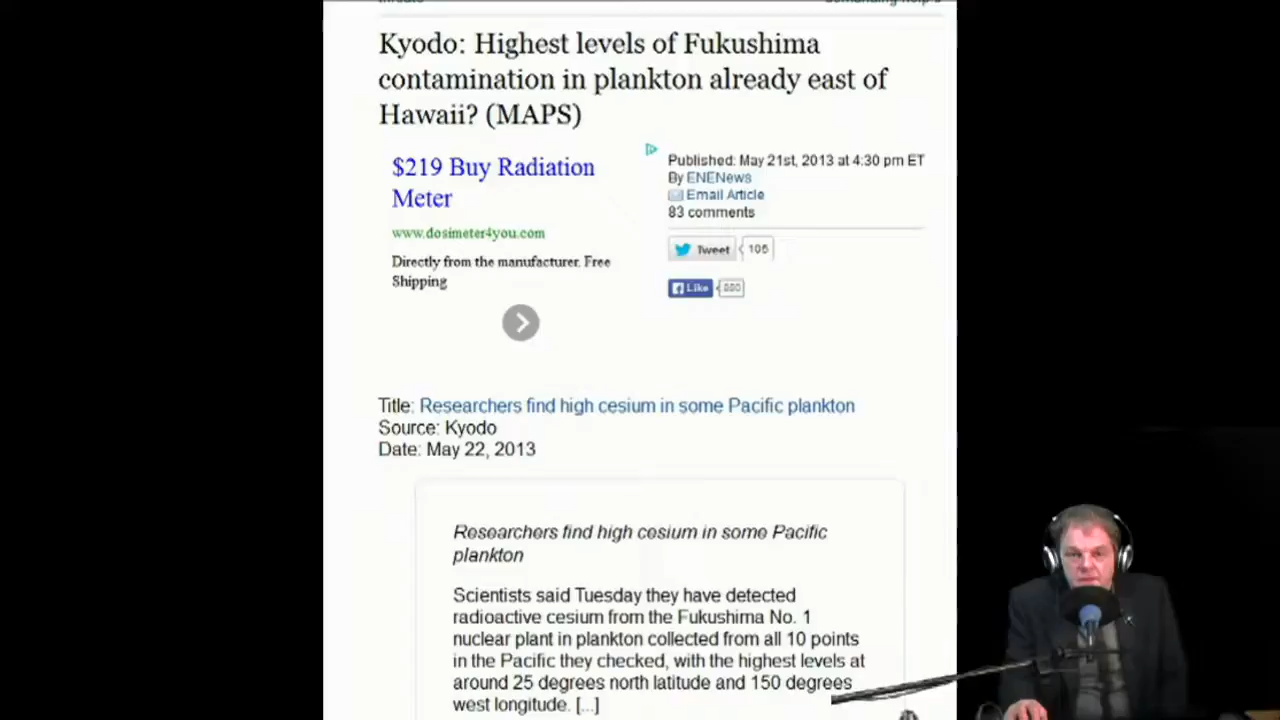 Kyodo: Highest levels of Fukushima
contamination in plankton already east of
Hawaii? (MAPS)
$219 Buy Radiation
Meter
www.dosimeter4you.com
Directly from the manufacturer. Free
Shipping
Published: May 21st, 2013 at 4:30 pm ET
By ENENews
Email Article
83 comments
Tweet 106
Like
Title: Researchers find high cesium in some Pacific plankton
Source: Kyodo
Date: May 22, 2013
Researchers find high cesium in some Pacific
plankton
Scientists said Tuesday they have detected
radioactive cesium from the Fukushima No. 1
nuclear plant in plankton collected from all 10 points
in the Pacific they checked, with the highest levels at
around 25 degrees north latitude and 150 degrees
west longitude. [...]